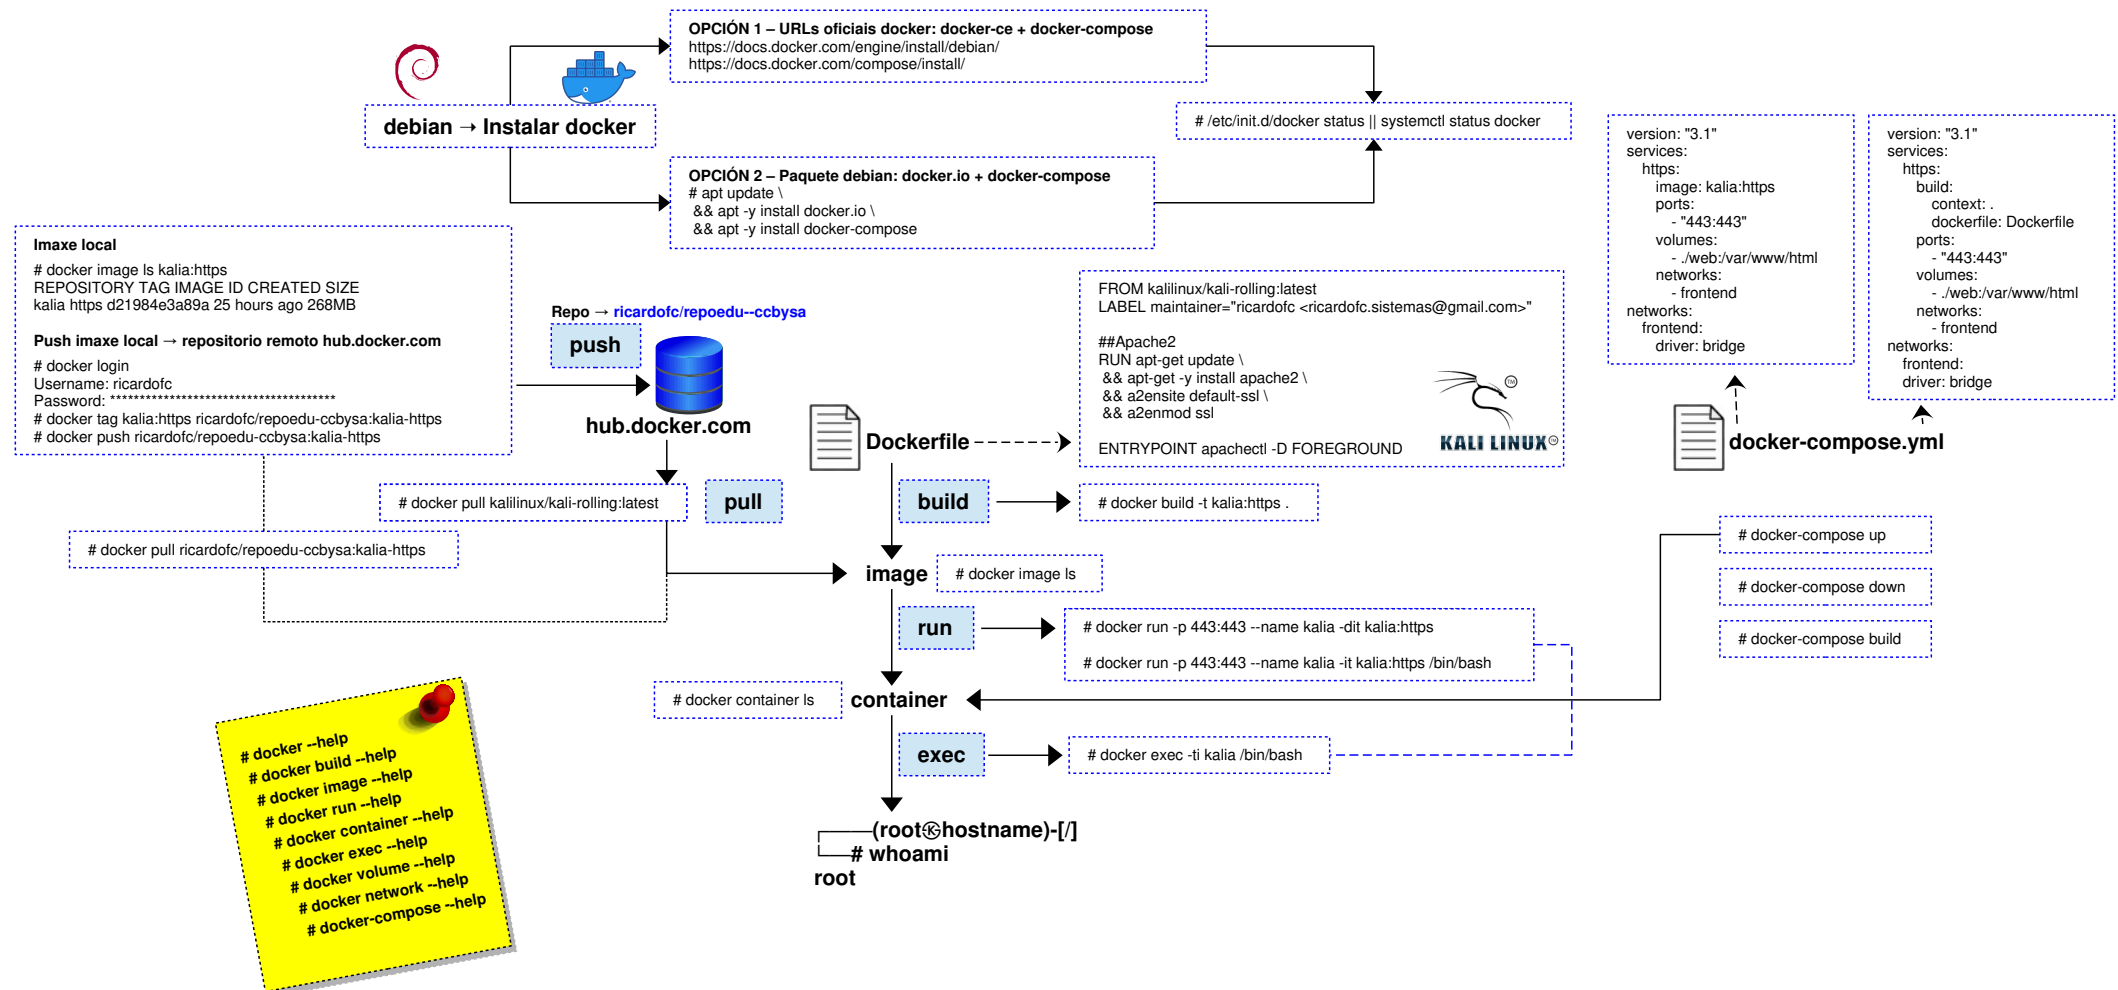 OPCIÓN 1 – URLs oficiais docker: docker-ce + docker-compose
https://docs.docker.com/engine/install/debian/
https://docs.docker.com/compose/install/
debian → Instalar docker
# /etc/init.d/docker status || systemctl status docker
OPCIÓN 2 – Paquete debian: docker.io + docker-compose
# apt update \
&& apt -y install docker.io \
&& apt -y install docker-compose
version: "3.1"
services:
https:
image: kalia:https
ports:
- "443:443"
volumes:
- ./web:/var/www/html
networks:
- frontend
networks:
frontend:
driver: bridge
version: "3.1"
services:
https:
build:
context: .
dockerfile: Dockerfile
ports:
- "443:443"
volumes:
- ./web:/var/www/html
networks:
- frontend
networks:
frontend:
driver: bridge
docker-compose.yml
Imaxe local
# docker image ls kalia:https
REPOSITORY TAG IMAGE ID CREATED SIZE
kalia https d21984e3a89a 25 hours ago 268MB
Push imaxe local → repositorio remoto hub.docker.com
# docker login
Username: ricardofc
Password: **************************************
# docker tag kalia:https ricardofc/repoedu-ccbysa:kalia-https
# docker push ricardofc/repoedu-ccbysa:kalia-https
Repo → ricardofc/repoedu--ccbysa
push
hub.docker.com
FROM kalilinux/kali-rolling:latest
LABEL maintainer="ricardofc <ricardofc.sistemas@gmail.com>"
##Apache2
RUN apt-get update \
&& apt-get -y install apache2 \
&& a2ensite default-ssl \
&& a2enmod ssl
ENTRYPOINT apachectl -D FOREGROUND
TM
KALI LINUX
Dockerfile
# docker pull kalilinux/kali-rolling:latest
pull
build
# docker build -t kalia:https .
# docker pull ricardofc/repoedu-ccbysa:kalia-https
image
# docker image ls
run
# docker run -p 443:443 --name kalia -dit kalia:https
# docker run -p 443:443 --name kalia -it kalia:https /bin/bash
# docker-compose up
# docker-compose down
# docker-compose build
# docker container ls
container
exec
# docker exec -ti kalia /bin/bash
┌───(root㉿hostname)-[/]
└──# whoami
root
# docker --help
# docker build --help
# docker image --help
# docker run --help
# docker container --help
# docker exec --help
# docker volume --help
# docker network --help
# docker-compose --help